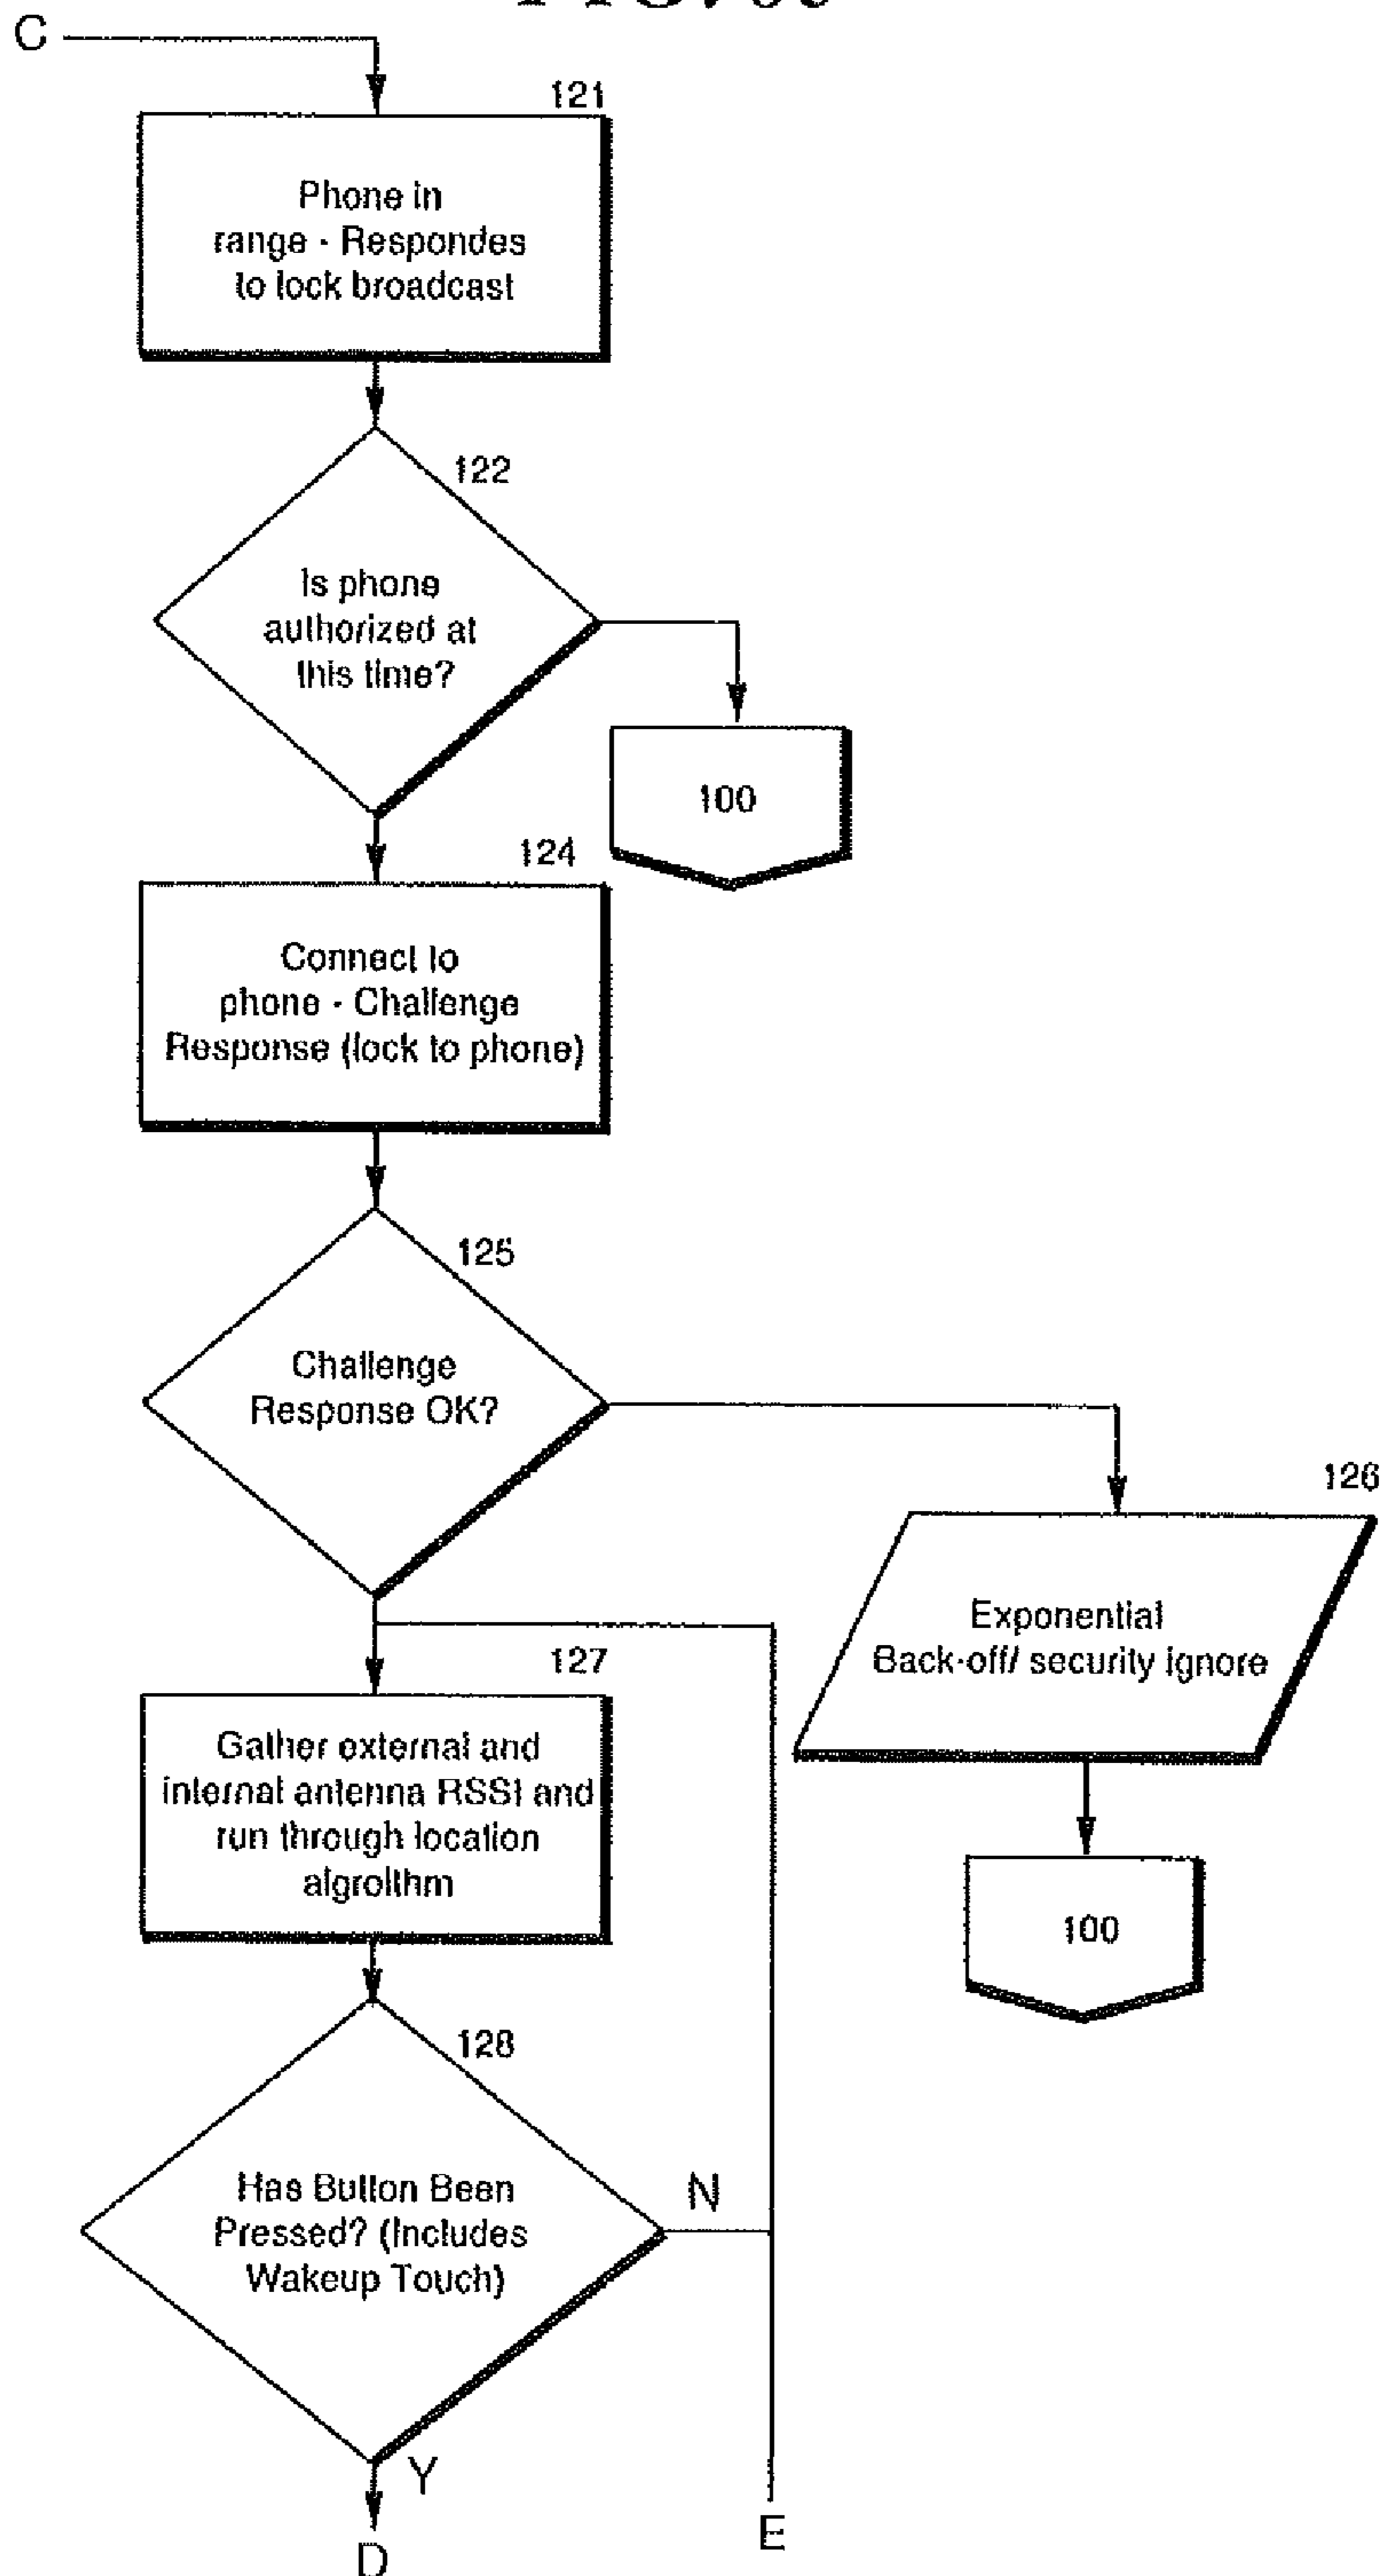 C
121
Phone in
range - Respondes
to lock broadcast
122
Is phone
authorized at
this time?
100
124
Connect to
phone - Challenge
Response (lock to phone)
125
Challenge
Response OK?
126
Exponential
Back-off/ security ignore
127
Gather external and
internal antenna RSSI and
run through location
algroithm
100
128
Has Button Been
Pressed? (Includes
Wakeup Touch)
N
Y
D
E